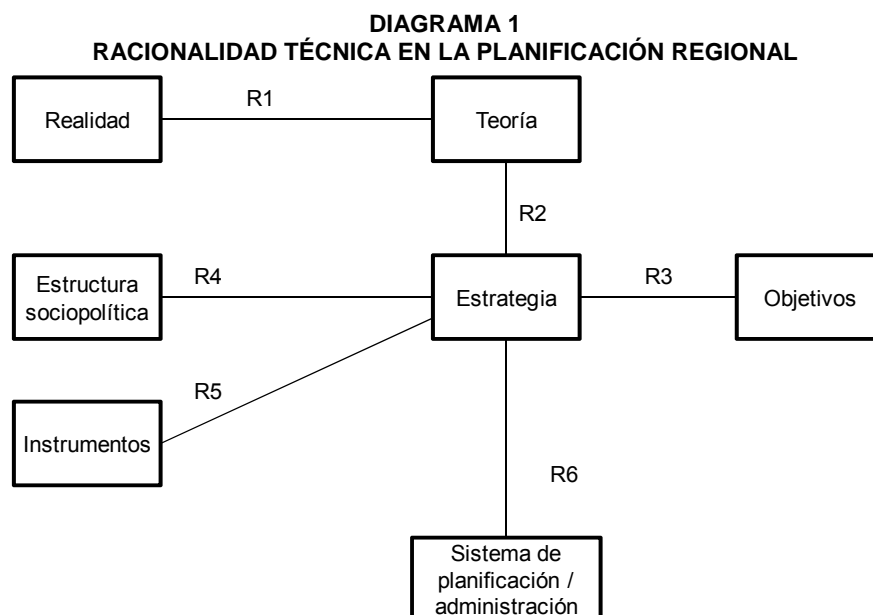 DIAGRAMA 1
RACIONALIDAD TÉCNICA EN LA PLANIFICACIÓN REGIONAL
R1
Realidad
Teoría
R2
R4
R3
Estructura
sociopolítica
Estrategia
Objetivos
R5
Instrumentos
R6
Sistema de
planificación /
administración